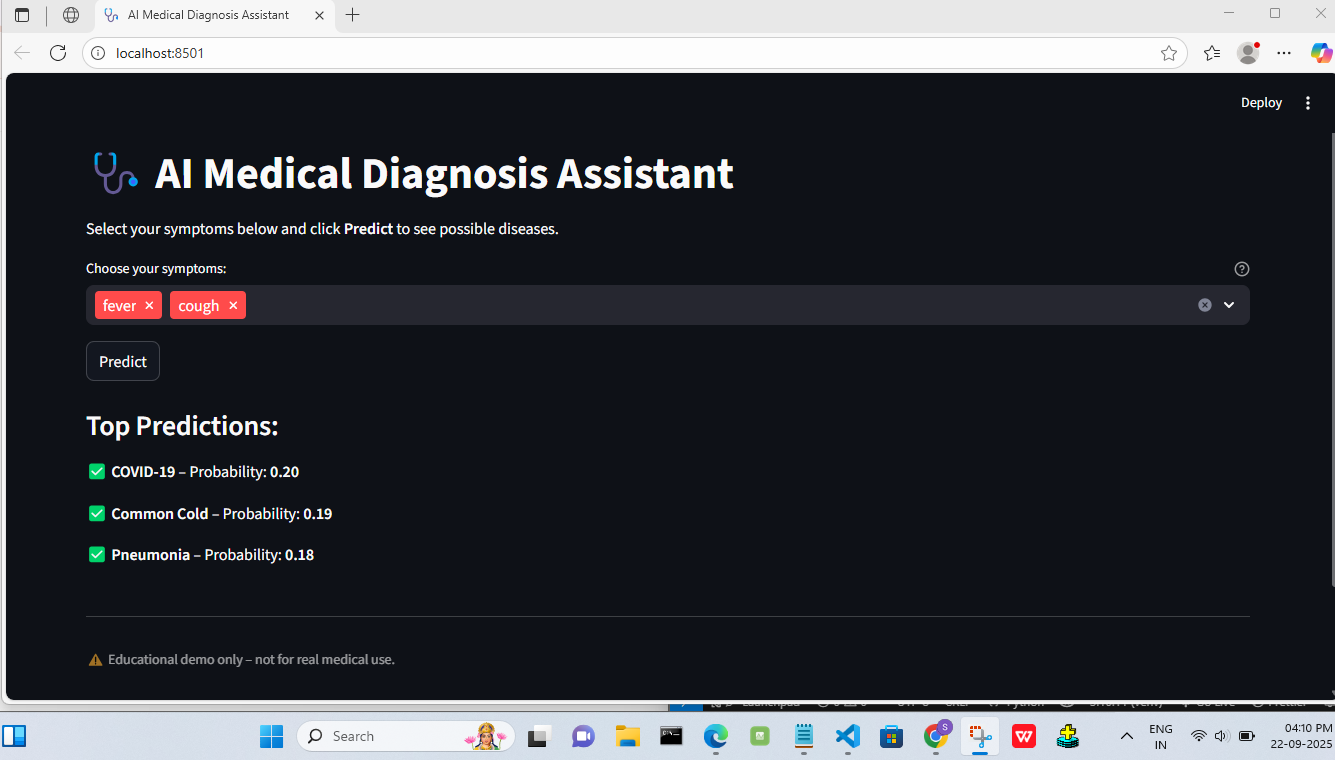 AI Medical Diagnosis Assistant
localhost:8501
Deploy
AI Medical Diagnosis Assistant
Select your symptoms below and click Predict to see possible diseases.
Choose your symptoms:
fever
cough
Predict
Top Predictions:
COVID-19 – Probability: 0.20
Common Cold – Probability: 0.19
Pneumonia – Probability: 0.18
Educational demo only – not for real medical use.
Search
S
W
ENG
IN
04:10 PM
22-09-2025